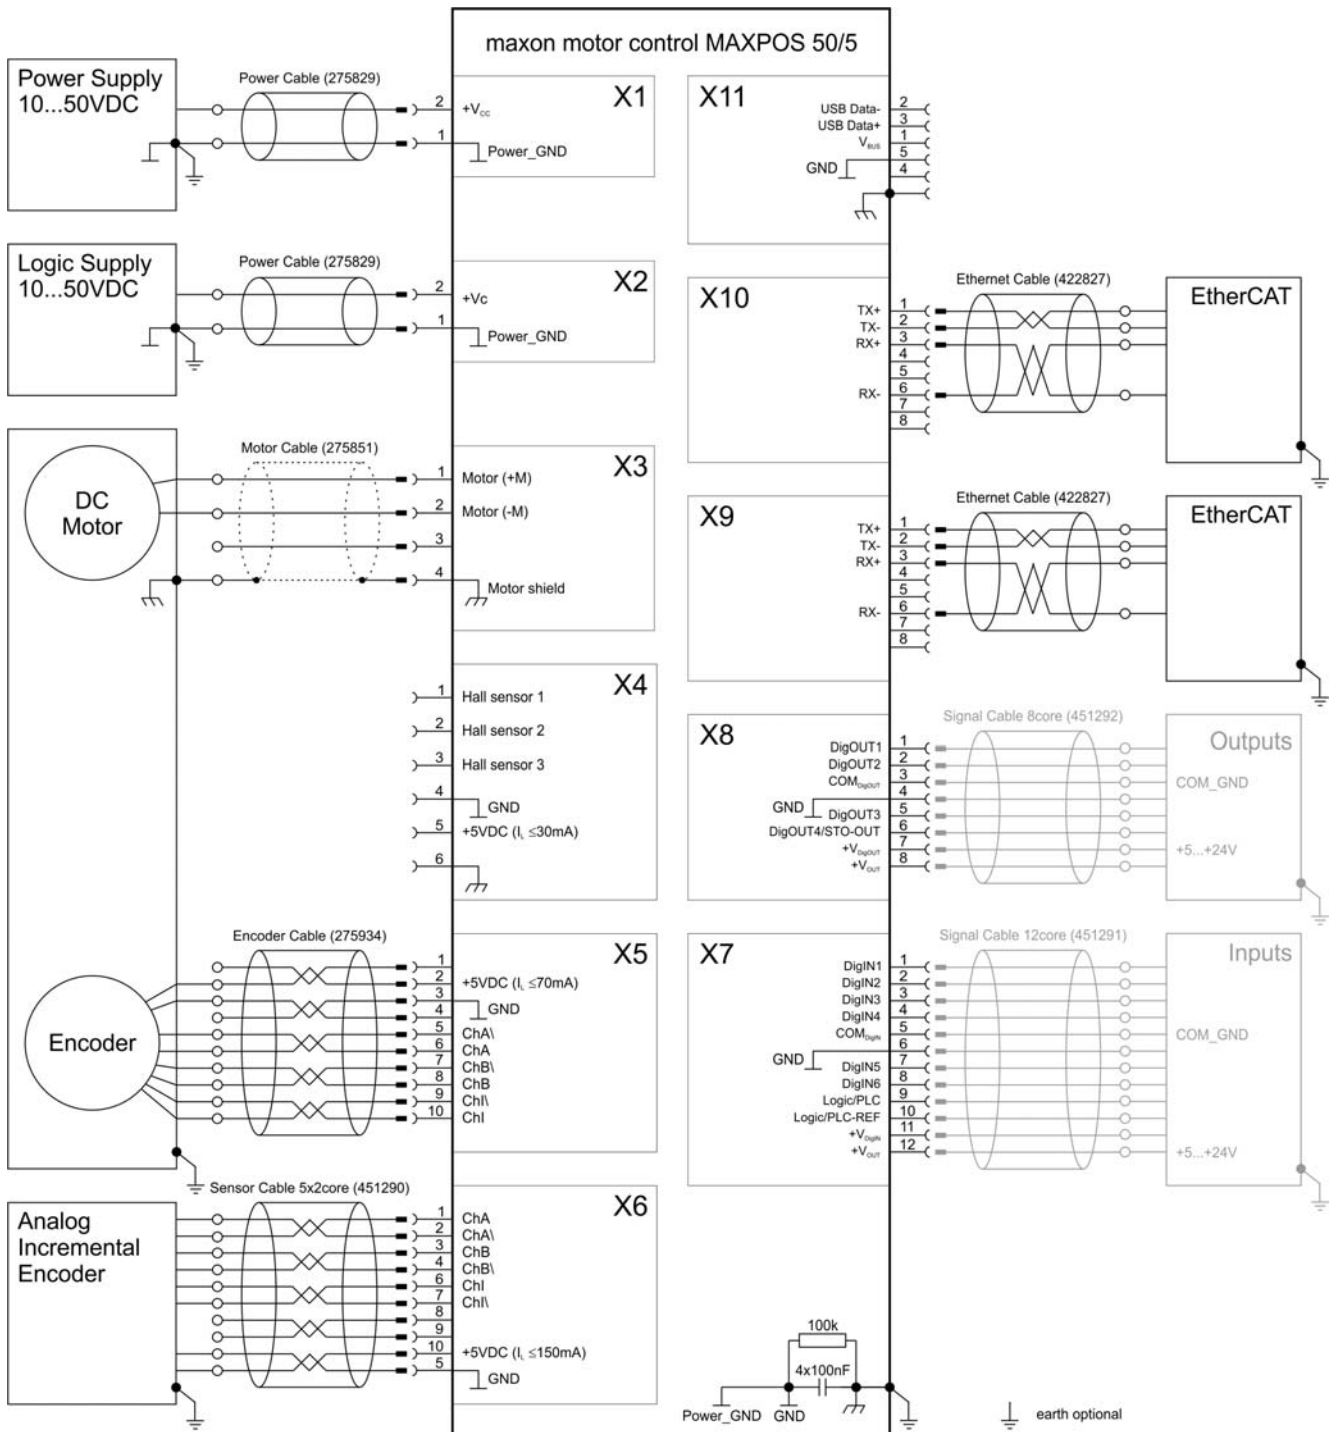 maxon motor control MAXPOS 50/5
Power Supply
10...50VDC
Power Cable (275829)
X1
2
+Vcc
1
Power_GND
Logic Supply
10...50VDC
Power Cable (275829)
X2
2
+Vc
1
Power_GND
DC
Motor
Motor Cable (275851)
X3
1
Motor (+M)
2
Motor (-M)
3
4
Motor shield
X4
1
Hall sensor 1
2
Hall sensor 2
3
Hall sensor 3
4
GND
5
+5VDC (IL ≤30mA)
6
Encoder
Encoder Cable (275934)
X5
1
2
+5VDC (IL ≤70mA)
3
GND
4
5
ChA\
6
ChA
7
ChB\
8
ChB
9
ChI\
10
ChI
Analog
Incremental
Encoder
Sensor Cable 5x2core (451290)
X6
1
ChA
2
ChA\
3
ChB
4
ChB\
6
ChI
7
ChI\
8
9
10
+5VDC (IL ≤150mA)
5
GND
X11
USB Data- 2
USB Data+ 3
VBUS 1
GND 5
4
X10
Ethernet Cable (422827)
EtherCAT
TX+ 1
TX- 2
RX+ 3
4
5
RX- 6
7
8
X9
Ethernet Cable (422827)
EtherCAT
TX+ 1
TX- 2
RX+ 3
4
5
RX- 6
7
8
X8
Signal Cable 8core (451292)
Outputs
DigOUT1 1
DigOUT2 2
COMDigOUT 3
COM_GND
GND 4
DigOUT3 5
DigOUT4/STO-OUT 6
+VDigOUT 7
+5...+24V
+VOUT 8
X7
Signal Cable 12core (451291)
Inputs
DigIN1 1
DigIN2 2
DigIN3 3
DigIN4 4
COMDigIN 5
COM_GND
GND 6
DigIN5 7
DigIN6 8
Logic/PLC 9
Logic/PLC-REF 10
+VDigIN 11
+VOUT 12
+5...+24V
100k
4x100nF
Power_GND GND
earth optional